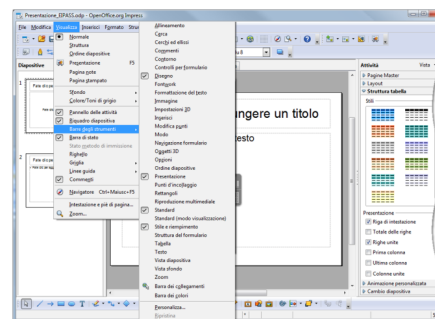 Presentazione_EIPASS.odp - OpenOffice.org Impress
File Modifica Visualizza Inserisci Formato
Normale
Struttura
Ordine diapositive
Presentazione F5
Pagina note
Pagina stampato
Sfondo
Colore/Toni di grigio
Pannello delle attività
Riquadro diapositive
Barre degli strumenti
Barra di stato
Stato metodo di immissione
Righello
Griglia
Linee guida
Commenti
Navigatore Ctrl+Maiusc+F5
Intestazione e piè di pagina...
Zoom...
Allineamento
Cerca
Cerchi ed ellissi
Commenti
Contorno
Controlli per formulario
Disegno
Fontwork
Formattazione del testo
Immagine
Impostazioni 3D
Inserisci
Modifica punti
Modo
Navigazione formulario
Oggetti 3D
Opzioni
Ordine diapositive
Presentazione
Punti d'incollaggio
Rettangoli
Riproduzione multimediale
Standard
Standard (modo visualizzazione)
Stile e riempimento
Struttura del formulario
Tabella
Testo
Vista diapositiva
Vista sfondo
Zoom
Barra dei collegamenti
Barra dei colori
Personalizza...
Ripristina
Diapositive
1
2
ungere un titolo
testo
Attività Vista
Pagine Master
Layout
Struttura tabella
Stili
Presentazione
Riga di intestazione
Totale delle righe
Righe unite
Prima colonna
Ultima colonna
Colonne unite
Animazione personalizzata
Cambio diapositiva